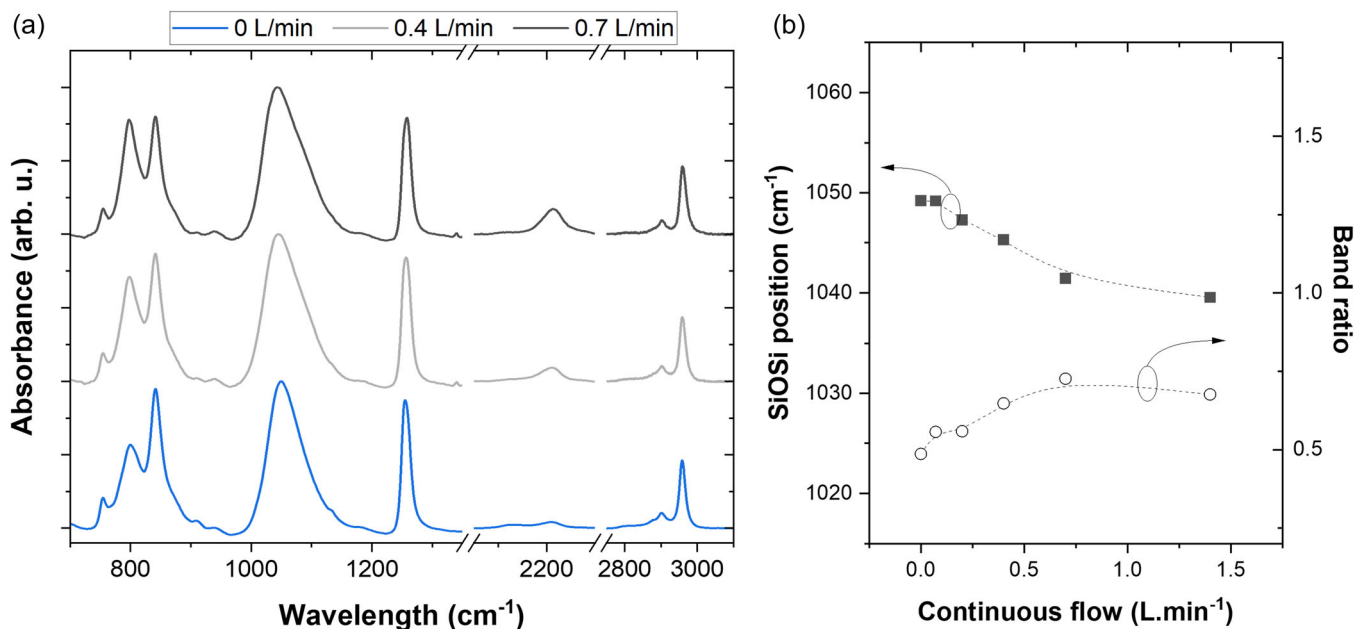 (a)
0 L/min 0.4 L/min 0.7 L/min
Absorbance (arb. u.)
800 1000 1200 2200 2800 3000
Wavelength (cm⁻¹)
(b)
1060
1050
1040
1030
1020
SiOSi position (cm⁻¹)
1.5
1.0
0.5
Band ratio
0.0 0.5 1.0 1.5
Continuous flow (L.min⁻¹)